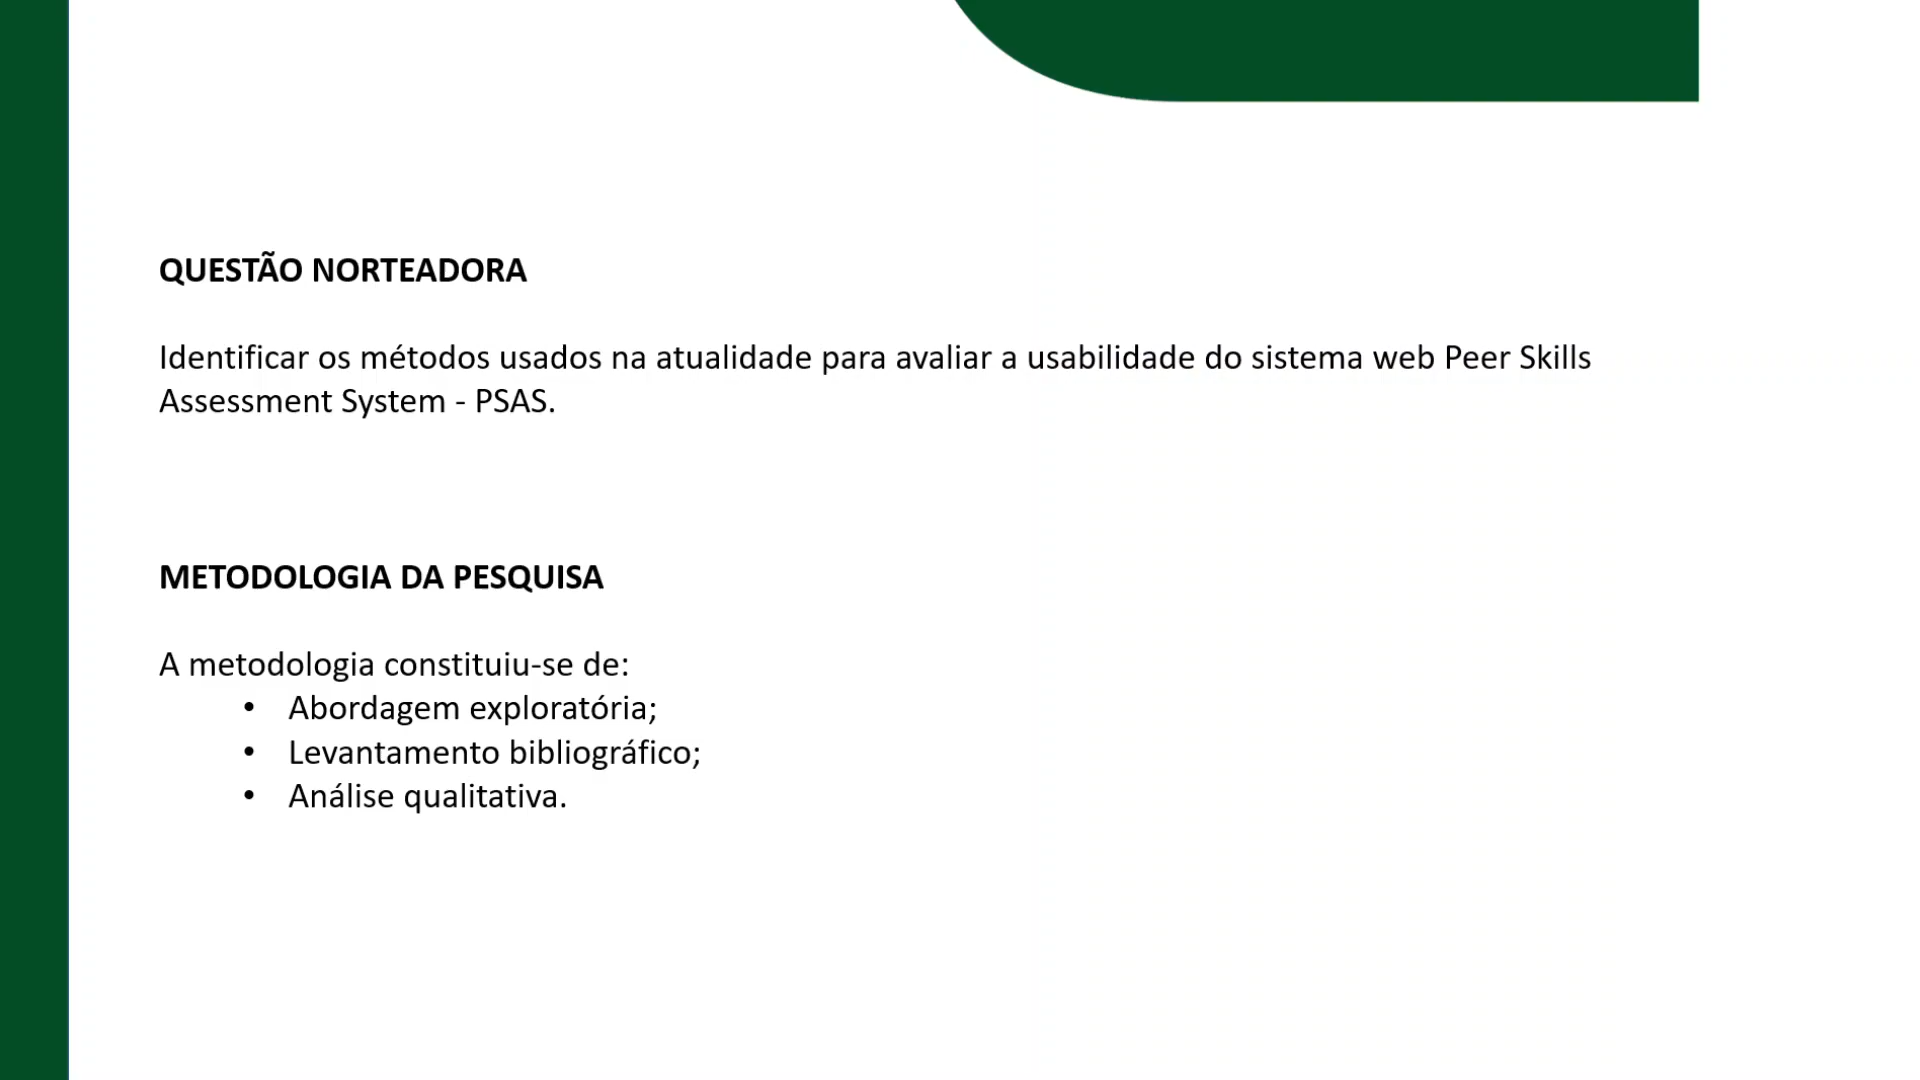 QUESTÃO NORTEADORA
Identificar os métodos usados na atualidade para avaliar a usabilidade do sistema web Peer Skills
Assessment System - PSAS.
METODOLOGIA DA PESQUISA
A metodologia constituiu-se de:
• Abordagem exploratória;
• Levantamento bibliográfico;
• Análise qualitativa.